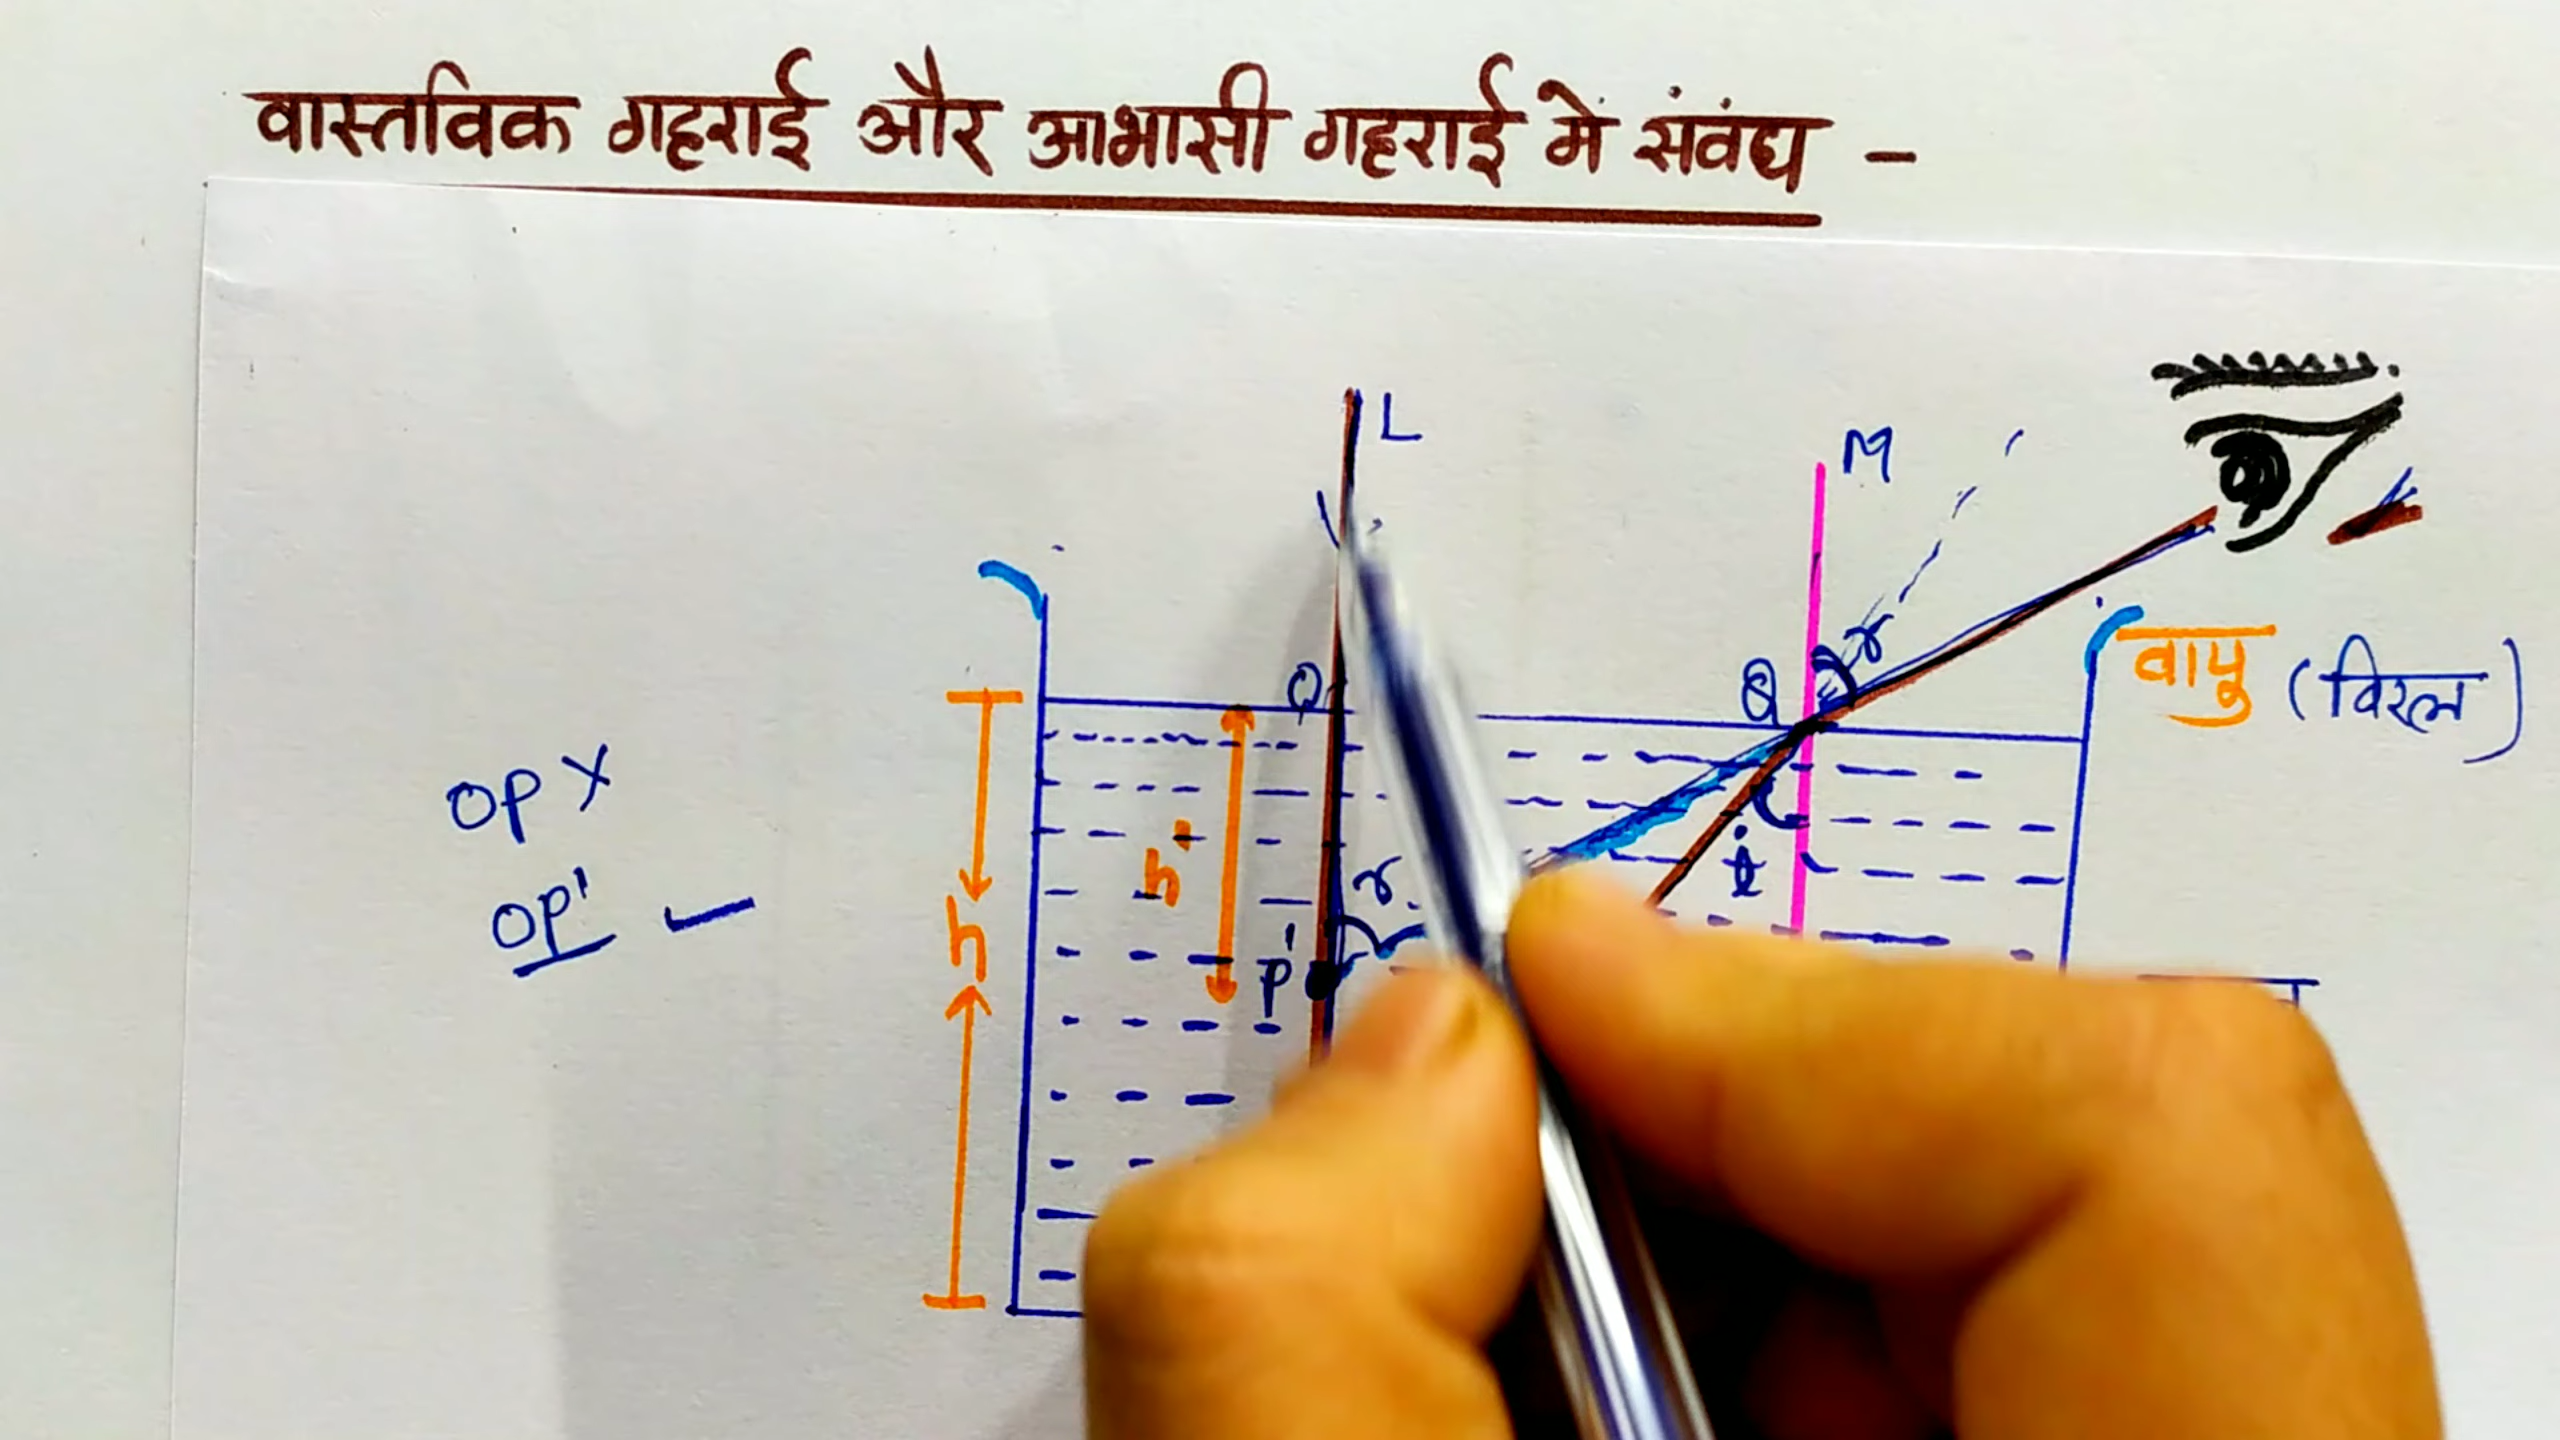 वास्तविक गहराई और आभासी गहराई में संवंध -
L
M
r
O
Q
वायु (विरल)
OP X
h'
i
r
OP'
h
P'